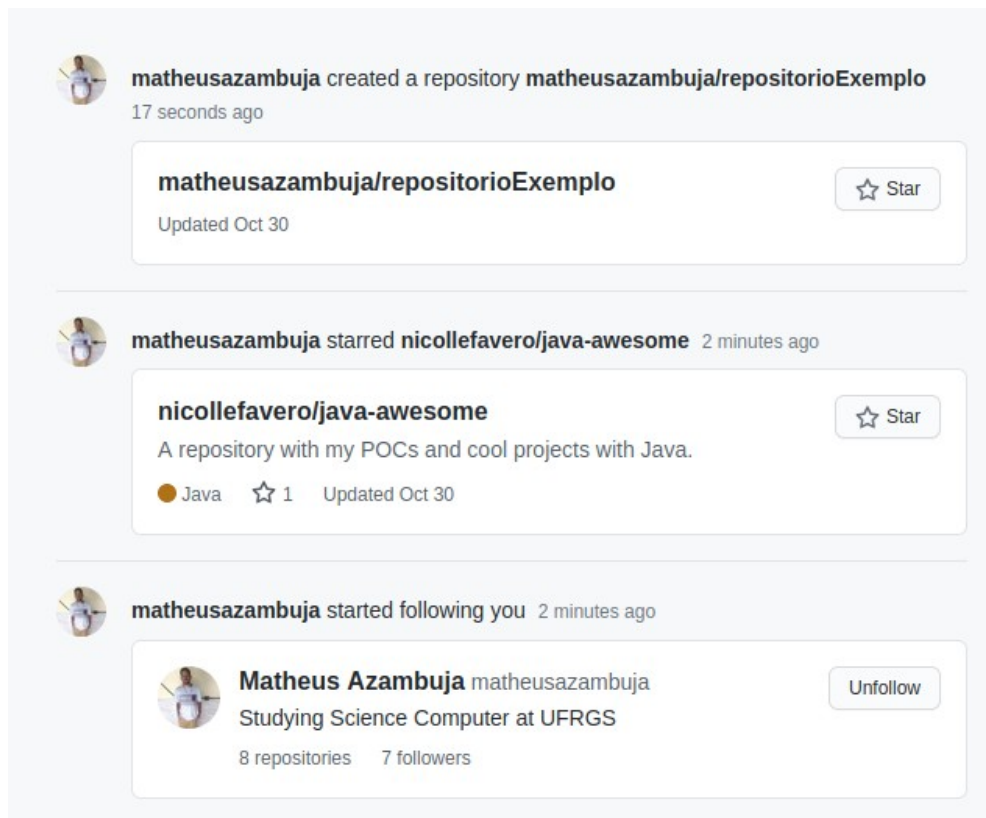 matheusazambuja created a repository matheusazambuja/repositorioExemplo
17 seconds ago
matheusazambuja/repositorioExemplo
Star
Updated Oct 30
matheusazambuja starred nicollefavero/java-awesome 2 minutes ago
nicollefavero/java-awesome
Star
A repository with my POCs and cool projects with Java.
Java 1 Updated Oct 30
matheusazambuja started following you 2 minutes ago
Matheus Azambuja matheusazambuja
Unfollow
Studying Science Computer at UFRGS
8 repositories 7 followers